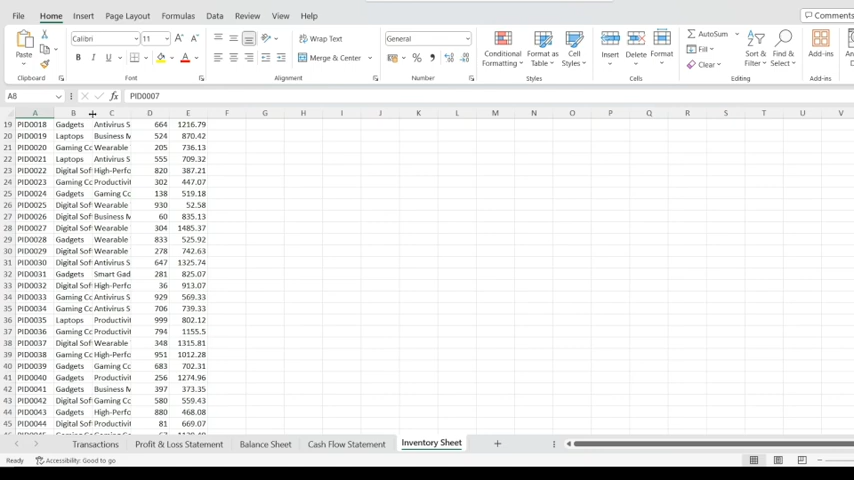 File Home Insert Page Layout Formulas Data Review View Help Comments
Calibri 11 A A Wrap Text General AutoSum
Paste Fill
B I U Merge & Center % Conditional Formatting Format as Table Cell Styles Insert Delete Format Clear Sort & Filter Find & Select Add-ins
Clipboard Font Alignment Number Styles Cells Editing Add-ins
A8 fx PID0007
A B C D E F G H I J K L M N O P Q R S T U V
19 PID0018 Gadgets Antivirus S 664 1216.79
20 PID0019 Laptops Business M 524 870.42
21 PID0020 Gaming Co Wearable 205 736.13
22 PID0021 Laptops Antivirus S 555 709.32
23 PID0022 Digital Sof High-Perfo 820 387.21
24 PID0023 Gaming Co Productivit 302 447.07
25 PID0024 Gadgets Gaming Co 138 519.18
26 PID0025 Digital Sof Wearable 930 52.58
27 PID0026 Digital Sof Business M 60 835.13
28 PID0027 Digital Sof Wearable 304 1485.37
29 PID0028 Gadgets Wearable 833 525.92
30 PID0029 Digital Sof Wearable 278 742.63
31 PID0030 Digital Sof Antivirus S 647 1325.74
32 PID0031 Gadgets Smart Gad 281 825.07
33 PID0032 Digital Sof High-Perfo 36 913.07
34 PID0033 Gaming Co Antivirus S 929 569.33
35 PID0034 Gaming Co Antivirus S 706 739.33
36 PID0035 Laptops Productivit 999 802.12
37 PID0036 Gaming Co Productivit 794 1155.5
38 PID0037 Digital Sof Wearable 348 1315.81
39 PID0038 Gaming Co High-Perfo 951 1012.28
40 PID0039 Gadgets Gaming Co 683 702.31
41 PID0040 Gadgets Productivit 256 1274.96
42 PID0041 Gadgets Business M 397 373.35
43 PID0042 Digital Sof Gaming Co 580 559.43
44 PID0043 Gadgets High-Perfo 880 468.08
45 PID0044 Digital Sof Productivit 81 669.07
Transactions Profit & Loss Statement Balance Sheet Cash Flow Statement Inventory Sheet
Ready Accessibility: Good to go